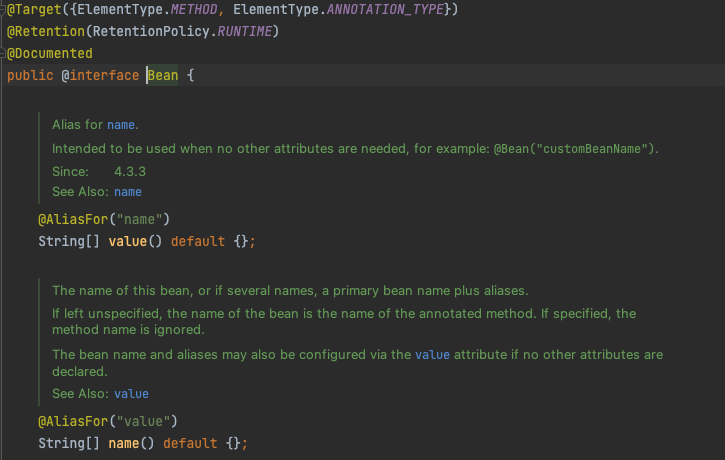 @Target({ElementType.METHOD, ElementType.ANNOTATION_TYPE})
@Retention(RetentionPolicy.RUNTIME)
@Documented
public @interface Bean {
Alias for name.
Intended to be used when no other attributes are needed, for example: @Bean("customBeanName").
Since: 4.3.3
See Also: name
@AliasFor("name")
String[] value() default {};
The name of this bean, or if several names, a primary bean name plus aliases.
If left unspecified, the name of the bean is the name of the annotated method. If specified, the
method name is ignored.
The bean name and aliases may also be configured via the value attribute if no other attributes are
declared.
See Also: value
@AliasFor("value")
String[] name() default {};